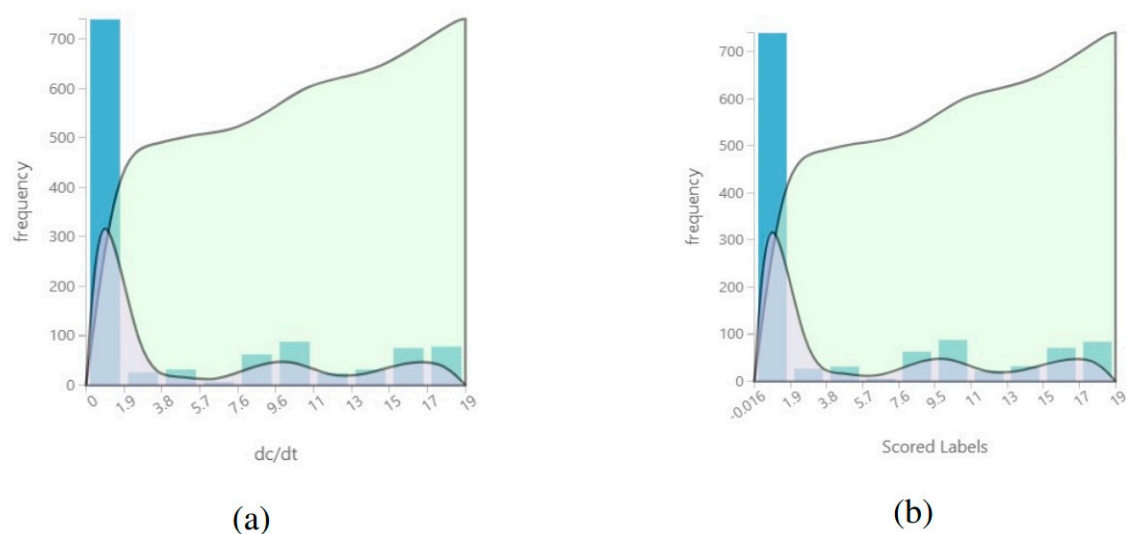 700
600
500
400
300
200
100
0
frequency
0 1.9 3.8 5.7 7.6 9.6 11 13 15 17 19
dc/dt
(a)
700
600
500
400
300
200
100
0
frequency
-0.016 1.9 3.8 5.7 7.6 9.5 11 13 15 17 19
Scored Labels
(b)